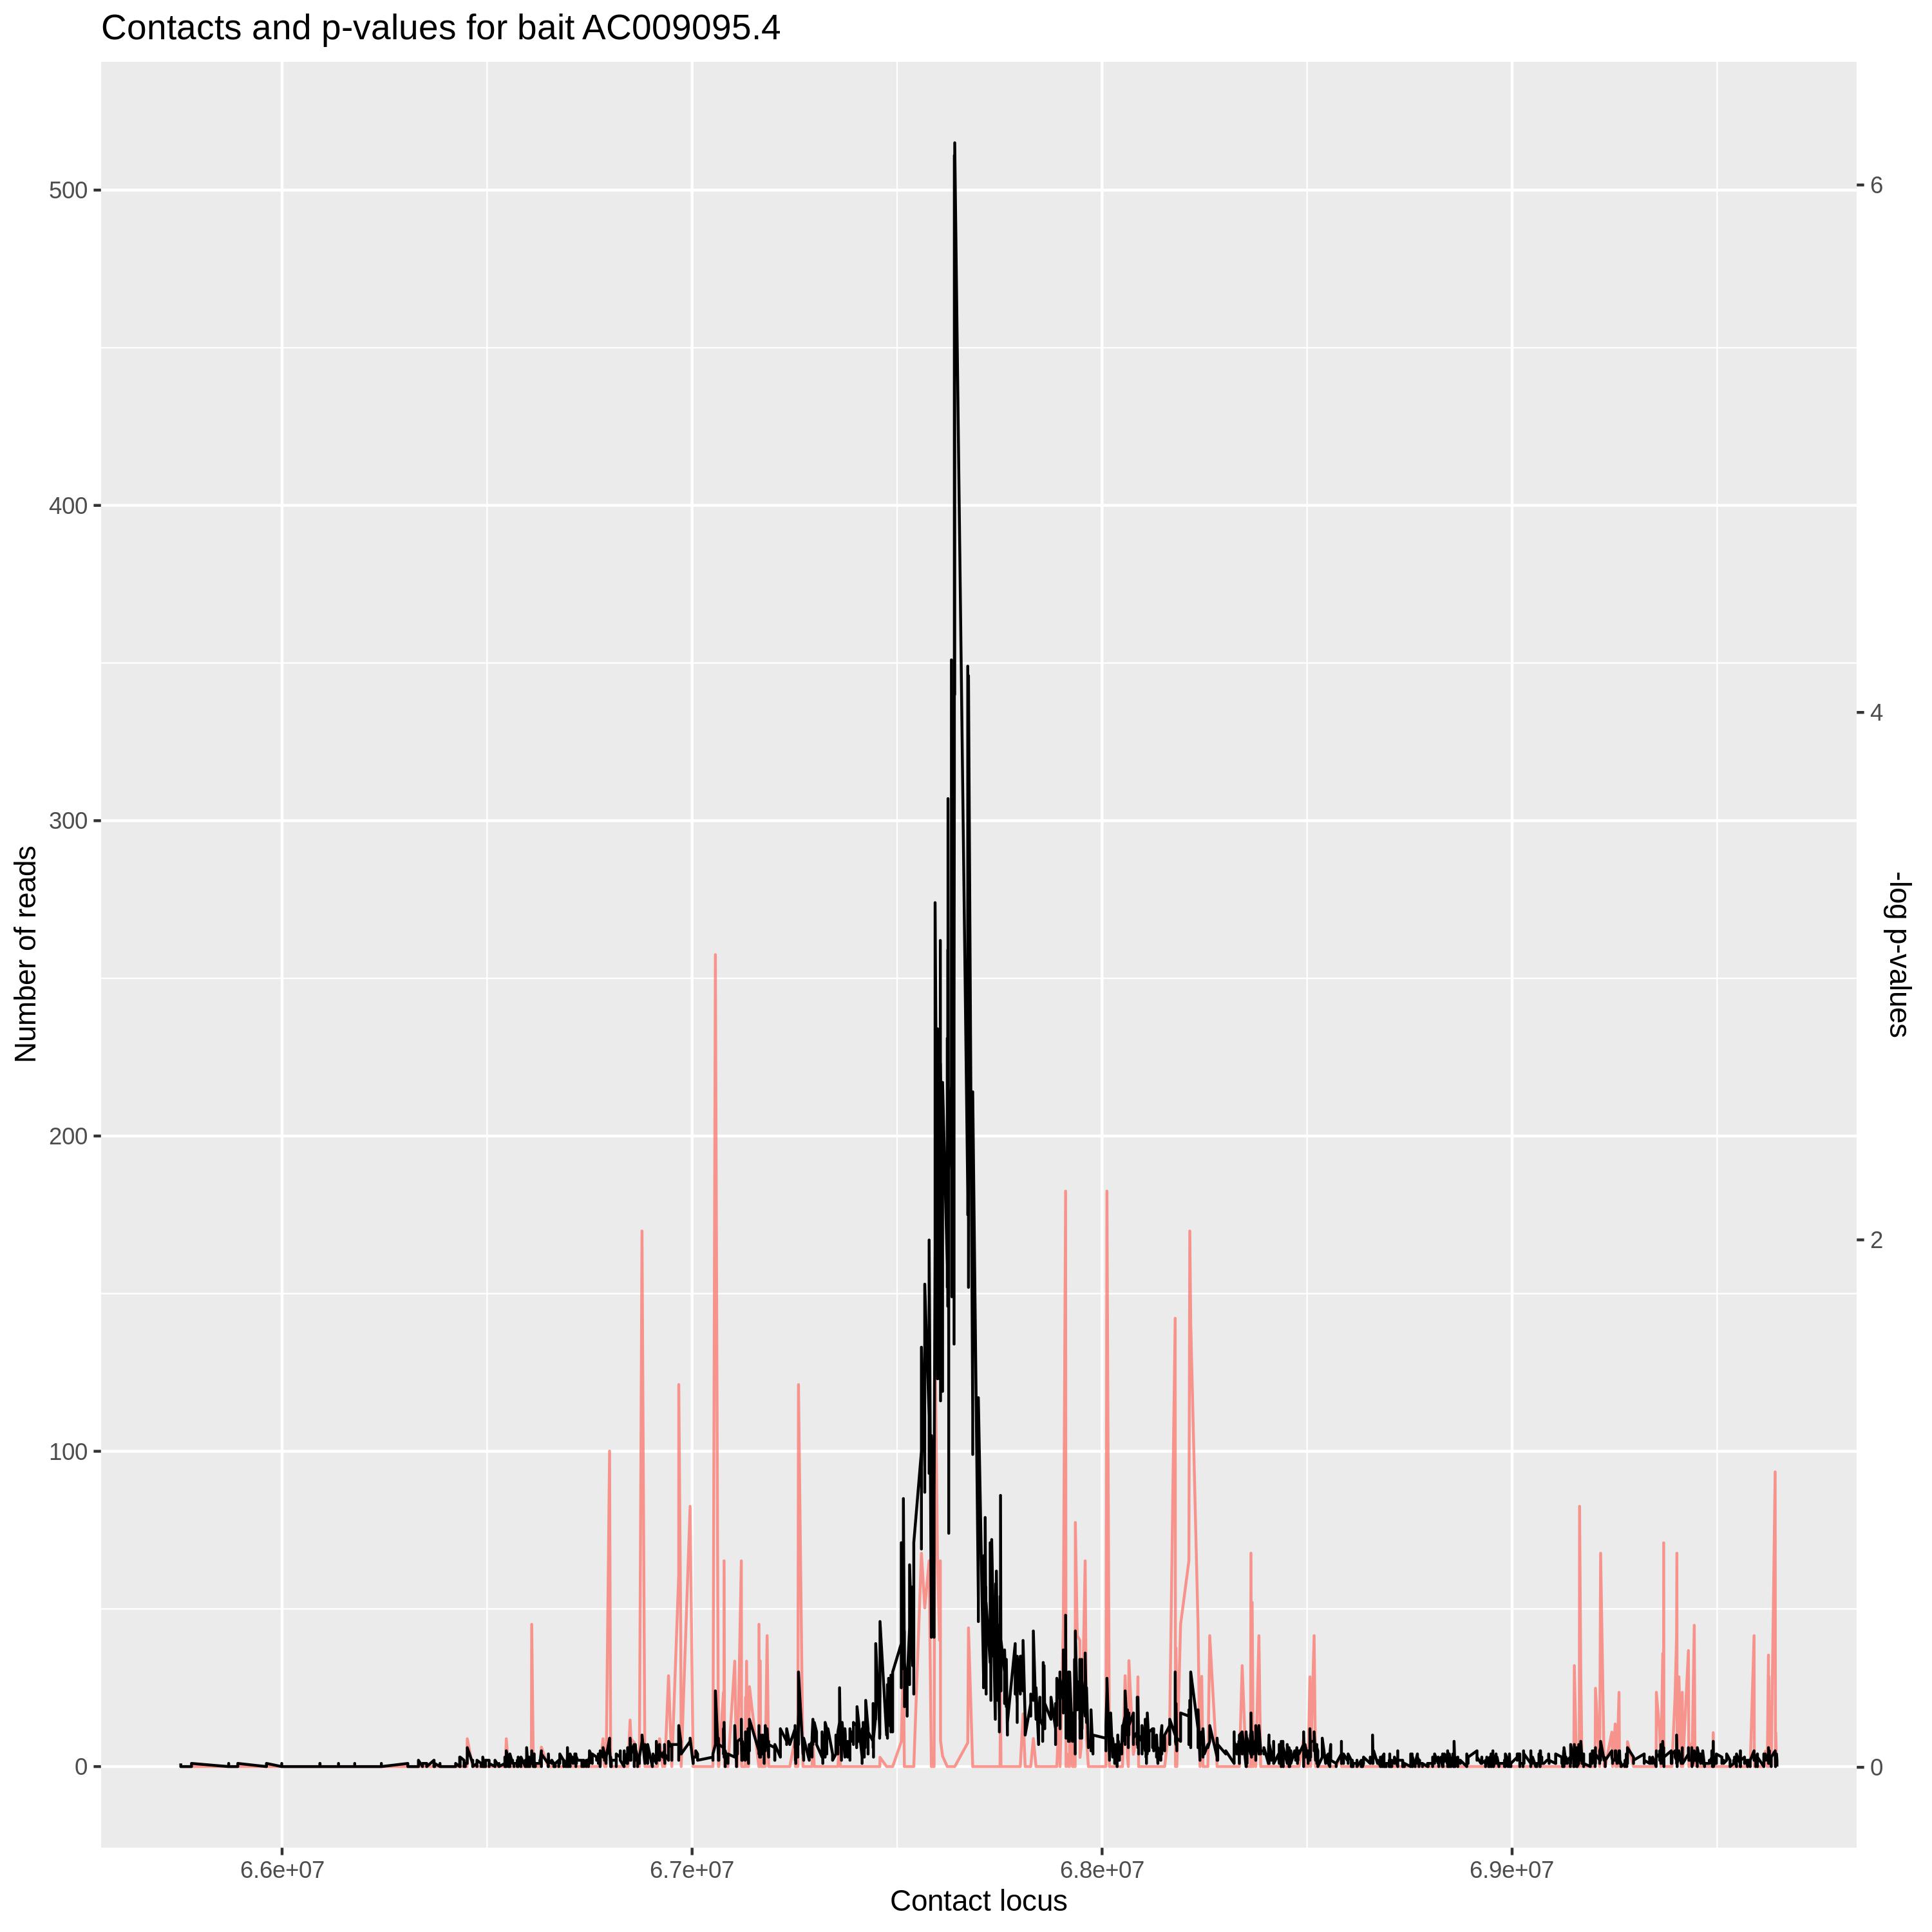 Contacts and p-values for bait AC009095.4
500
400
300
200
100
0
6
4
2
0
Number of reads
-log p-values
6.6e+07
6.7e+07
6.8e+07
6.9e+07
Contact locus